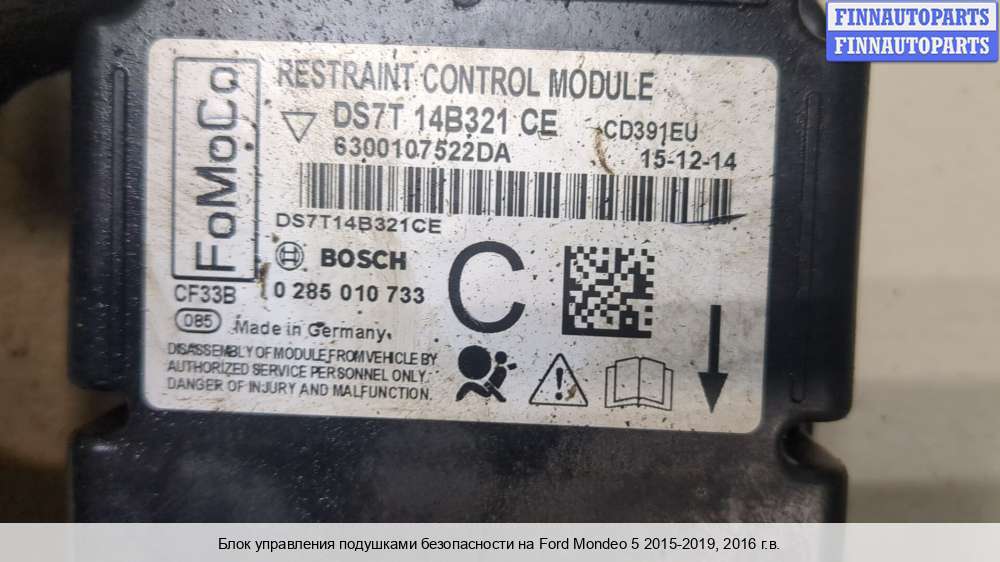 FINNAUTOPARTS
FINNAUTOPARTS
RESTRAINT CONTROL MODULE
DS7T 14B321 CE
CD391EU
6300107522DA
15-12-14
FoMoCo
DS7T14B321CE
BOSCH
C
CF33B
0 285 010 733
085
Made in Germany.
DISASSEMBLY OF MODULE FROM VEHICLE BY
AUTHORIZED SERVICE PERSONNEL ONLY.
DANGER OF INJURY AND MALFUNCTION.
Блок управления подушками безопасности на Ford Mondeo 5 2015-2019, 2016 г.в.